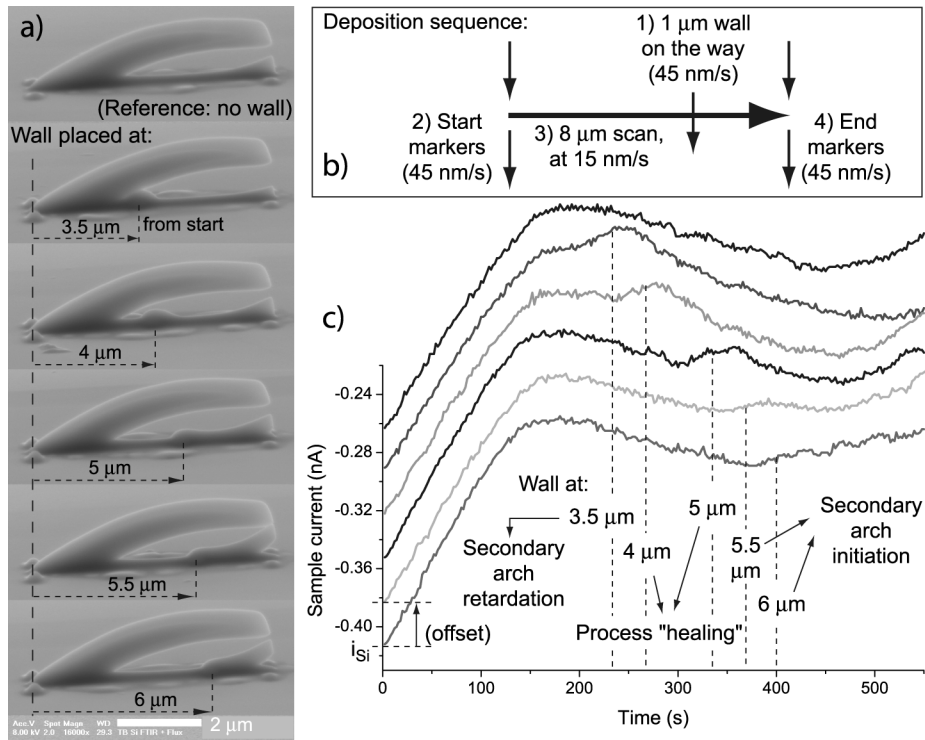 a)
(Reference: no wall)
Wall placed at:
3.5 µm
from start
4 µm
5 µm
5.5 µm
6 µm
Acc.V Spot Magn WD
8.00 kV 2.0 16000x 29.3 TB Si FTIR + Flux
2 µm
Deposition sequence:
1) 1 µm wall
on the way
(45 nm/s)
2) Start
markers
(45 nm/s)
3) 8 µm scan,
at 15 nm/s
4) End
markers
(45 nm/s)
b)
c)
Sample current (nA)
-0.24
-0.28
-0.32
-0.36
-0.40
iSi
(offset)
Wall at:
3.5 µm
Secondary
arch
retardation
4 µm
5 µm
Process "healing"
5.5
µm
6 µm
Secondary
arch
initiation
0
100
200
300
400
500
Time (s)